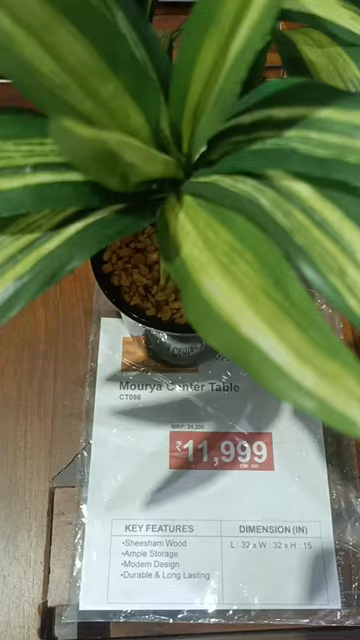 Mourya Center Table
CT086
MRP: 24,200
₹11,999
KEY FEATURES
•Sheesham Wood
•Ample Storage
•Modern Design
•Durable & Long Lasting
DIMENSION (IN)
L : 32 x W : 32 x H : 15